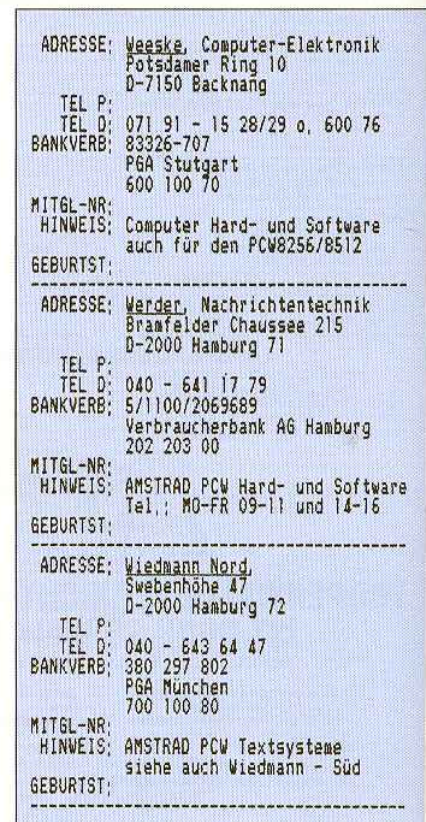 ADRESSE: Weeske, Computer-Elektronik
Potsdamer Ring 10
D-7150 Backnang
TEL P:
TEL D: 071 91 - 15 28/29 o. 600 76
BANKVERB: 83326-707
PGA Stutgart
600 100 70
MITGL-NR:
HINWEIS: Computer Hard- und Software
auch für den PCW8256/8512
GEBURTST:
ADRESSE: Werder, Nachrichtentechnik
Bramfelder Chaussee 215
D-2000 Hamburg 71
TEL P:
TEL D: 040 - 641 17 79
BANKVERB: 5/1100/2069689
Verbraucherbank AG Hamburg
202 203 00
MITGL-NR:
HINWEIS: AMSTRAD PCW Hard- und Software
Tel.: MO-FR 09-11 und 14-16
GEBURTST:
ADRESSE: Wiedmann Nord,
Swebenhöhe 47
D-2000 Hamburg 72
TEL P:
TEL D: 040 - 643 64 47
BANKVERB: 380 297 802
PGA München
700 100 80
MITGL-NR:
HINWEIS: AMSTRAD PCW Textsysteme
siehe auch Wiedmann - Süd
GEBURTST: